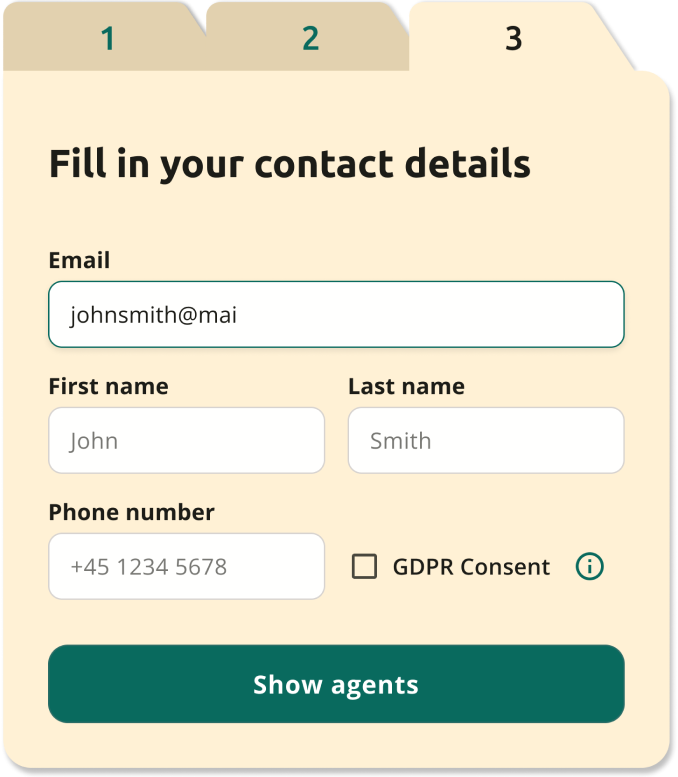 1 2 3
Fill in your contact details
Email
johnsmith@mai
First name Last name
John Smith
Phone number
+45 1234 5678 GDPR Consent
Show agents